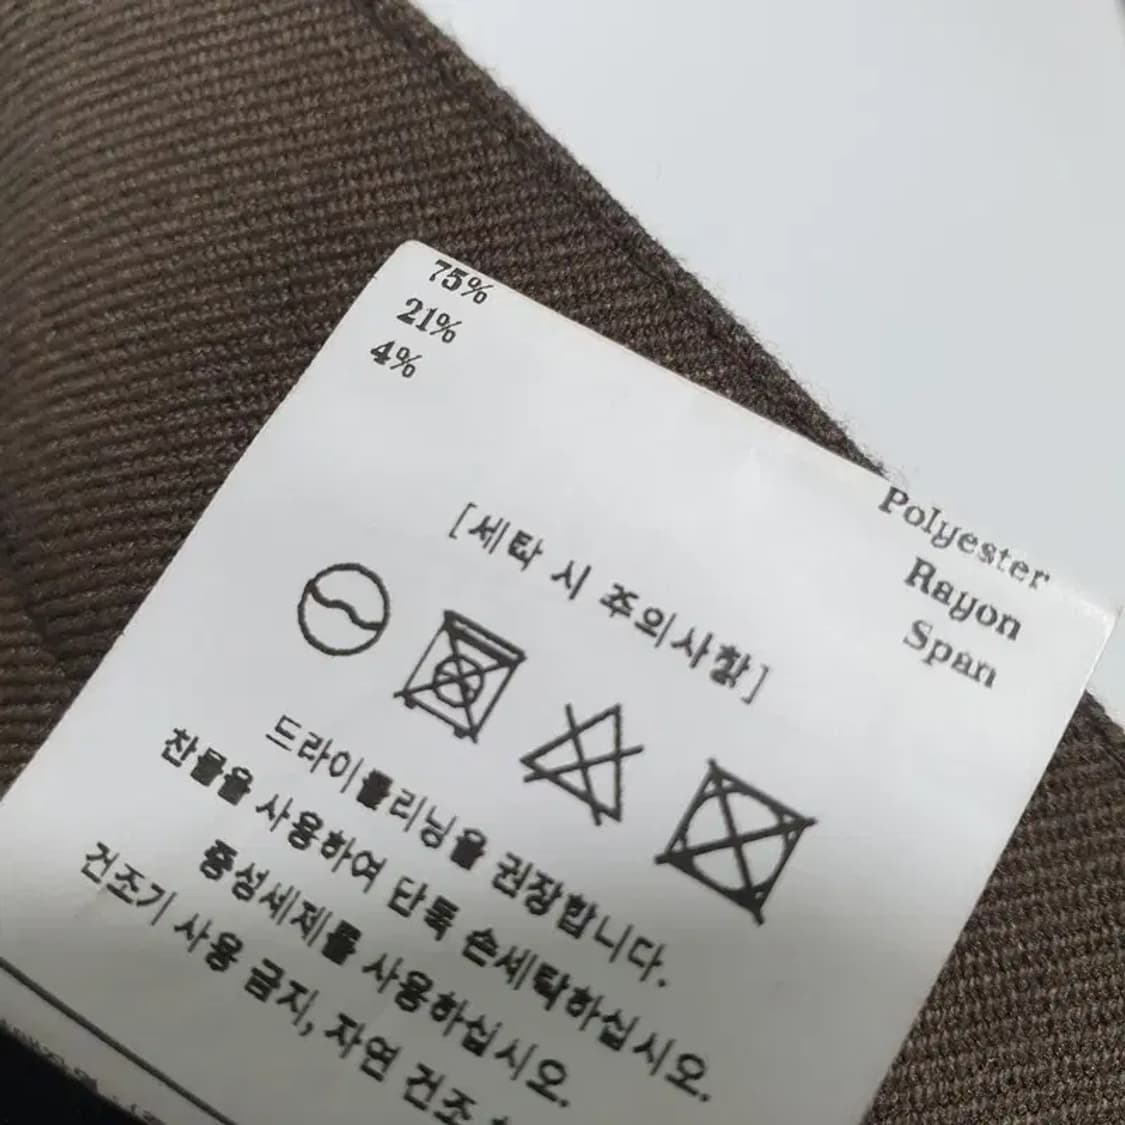 75% Polyester
21% Rayon
4% Span
[세탁 시 주의사항]
드라이클리닝을 권장합니다.
찬물을 사용하여 단독 손세탁하십시오.
중성세제를 사용하십시오.
건조기 사용 금지, 자연 건조